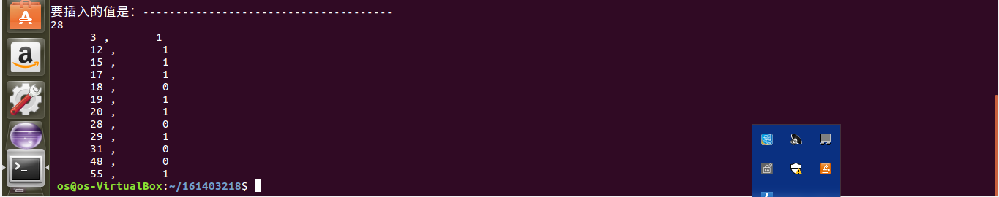 要插入的值是：--------------------------------------
28
3 , 1
12 , 1
15 , 1
17 , 1
18 , 0
19 , 1
20 , 1
28 , 0
29 , 1
31 , 0
48 , 0
55 , 1
os@os-VirtualBox:~/161403218$